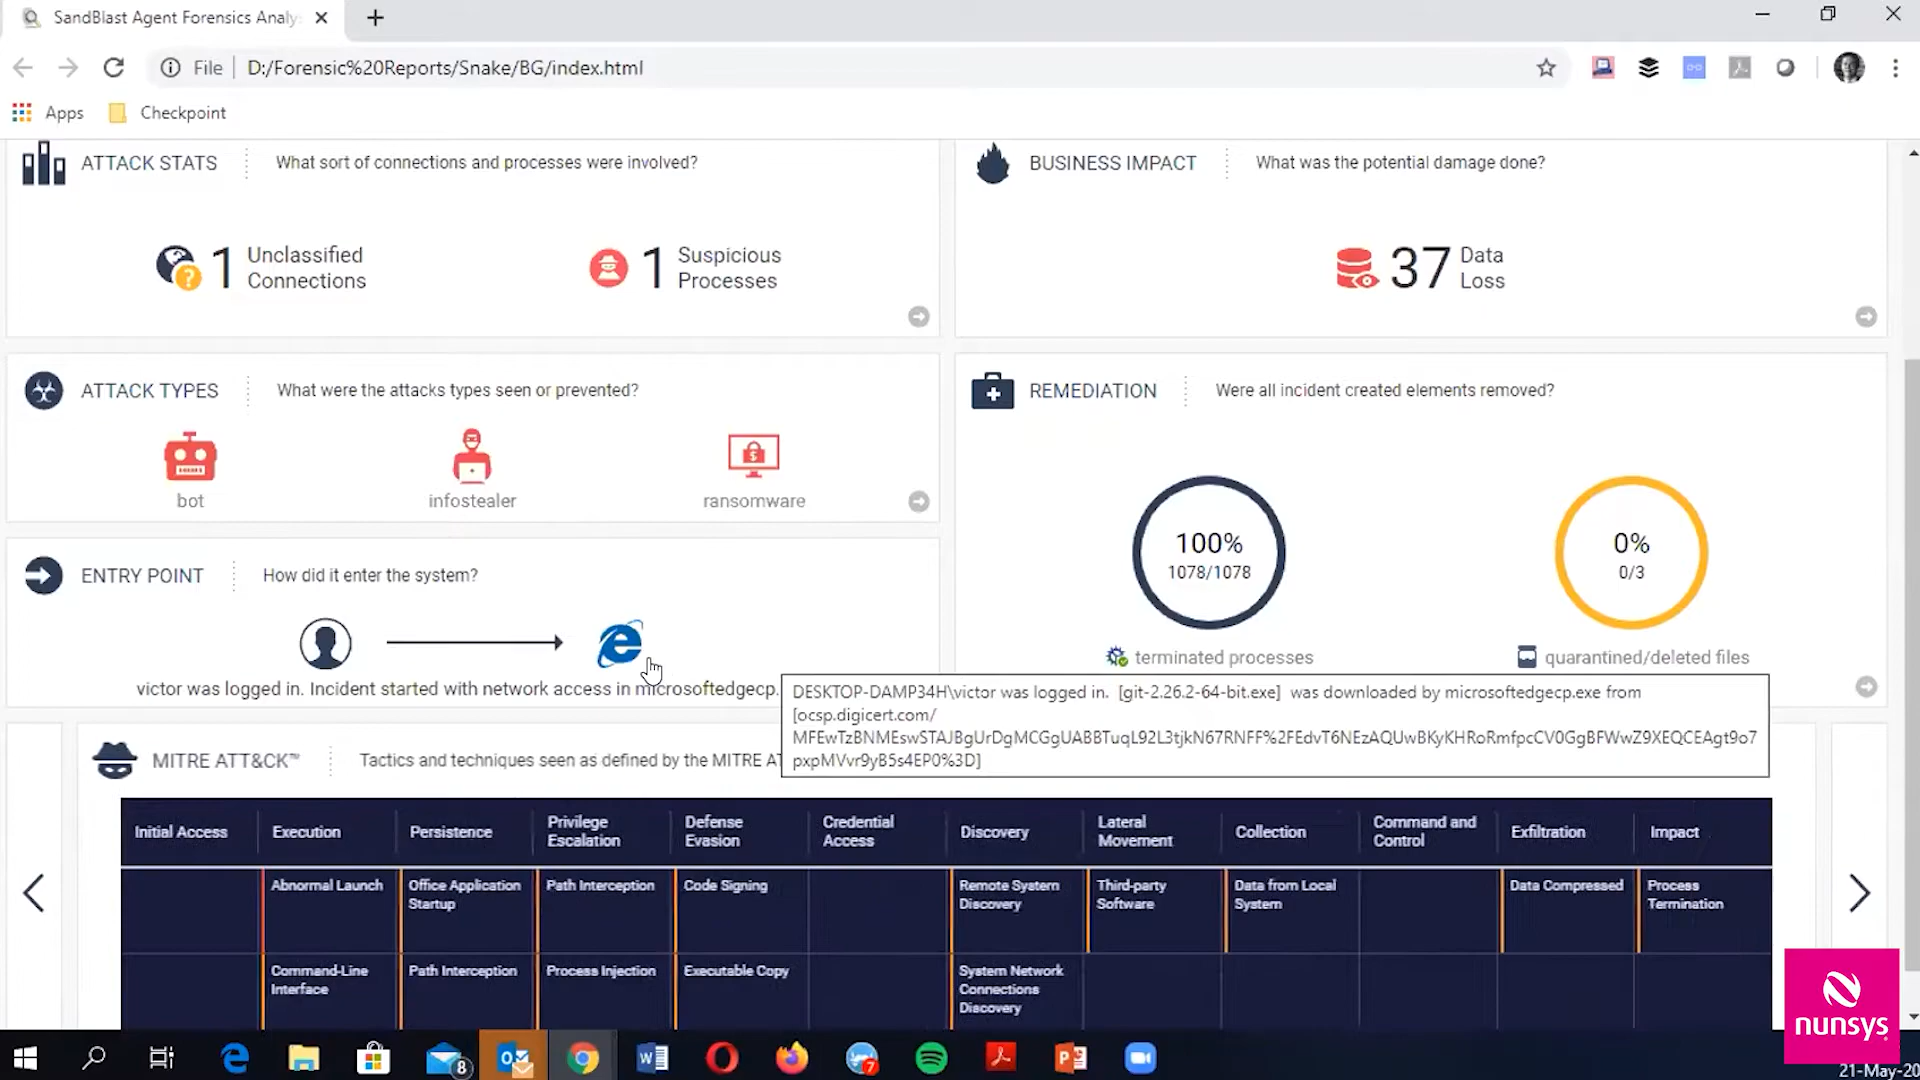 SandBlast Agent Forensics Analy
File
D:/Forensic%20Reports/Snake/BG/index.html
Apps
Checkpoint
ATTACK STATS
What sort of connections and processes were involved?
1 Unclassified
Connections
1 Suspicious
Processes
BUSINESS IMPACT
What was the potential damage done?
37 Data
Loss
ATTACK TYPES
What were the attacks types seen or prevented?
bot
infostealer
ransomware
REMEDIATION
Were all incident created elements removed?
100%
1078/1078
terminated processes
0%
0/3
quarantined/deleted files
ENTRY POINT
How did it enter the system?
victor was logged in. Incident started with network access in microsoftedgecp.
DESKTOP-DAMP34H\victor was logged in. [git-2.26.2-64-bit.exe] was downloaded by microsoftedgecp.exe from
[ocsp.digicert.com/
MFEwTzBNMEswSTAJBgUrDgMCGgUABBTuqL92L3tjkN67RNFF%2FEdvT6NEzAQUwBKyKHRoRmfpcCV0GgBFWwZ9XEQCEAgt9o7
pxpMVvr9yB5s4EP0%3D]
MITRE ATT&CK™
Tactics and techniques seen as defined by the MITRE AT
Initial Access
Execution
Persistence
Privilege
Escalation
Defense
Evasion
Credential
Access
Discovery
Lateral
Movement
Collection
Command and
Control
Exfiltration
Impact
Abnormal Launch
Office Application
Startup
Path Interception
Code Signing
Remote System
Discovery
Third-party
Software
Data from Local
System
Data Compressed
Process
Termination
Command-Line
Interface
Path Interception
Process Injection
Executable Copy
System Network
Connections
Discovery
nunsys
8
7
21-May-20